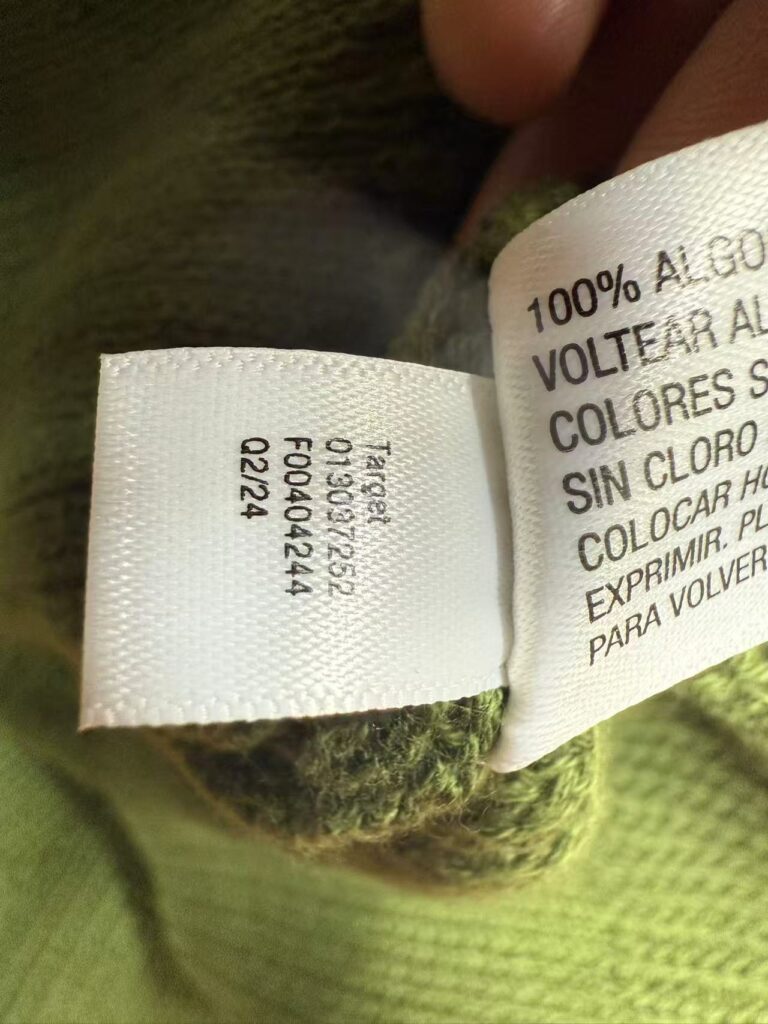 Target
013097252
F00404244
Q2/24
100% ALGO
VOLTEAR AL
COLORES S
SIN CLORO
COLOCAR HO
EXPRIMIR. PL
PARA VOLVER